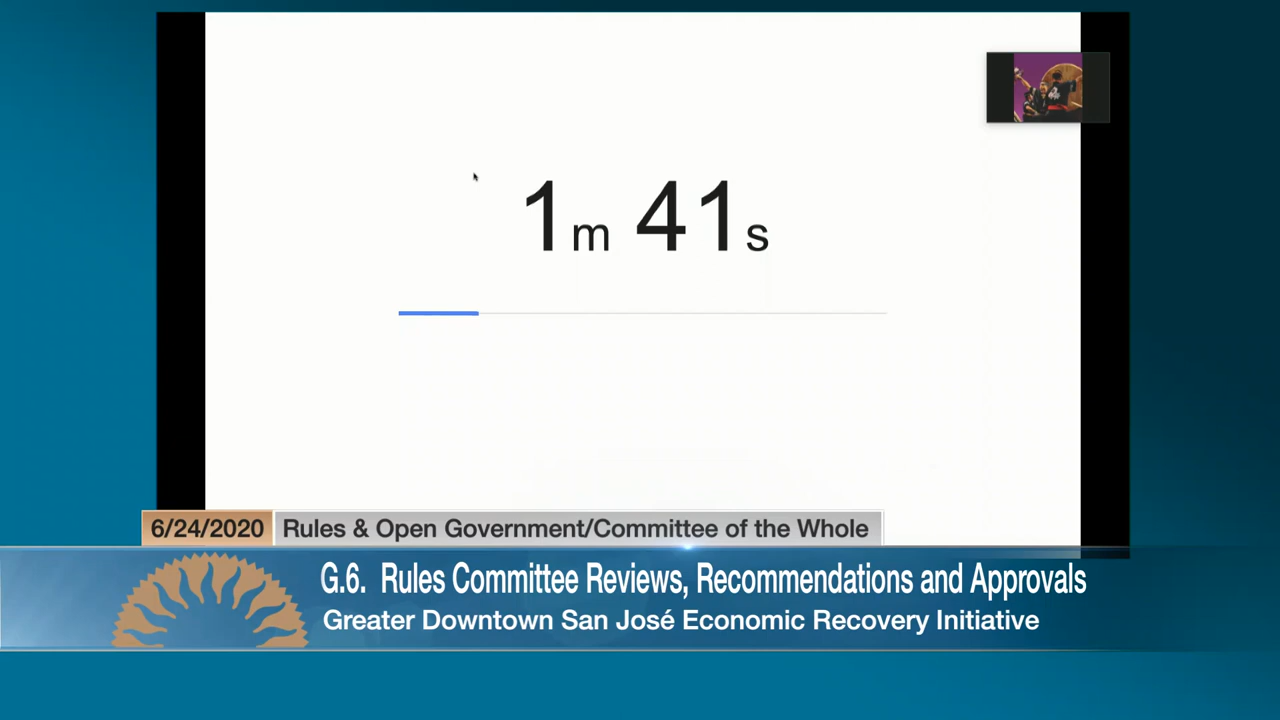 1m 41s
6/24/2020 Rules & Open Government/Committee of the Whole
G.6. Rules Committee Reviews, Recommendations and Approvals
Greater Downtown San José Economic Recovery Initiative